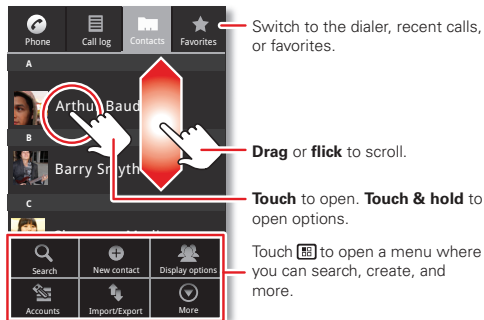 Phone Call log Contacts Favorites
Switch to the dialer, recent calls,
or favorites.
A
Arthur Baud
B
Drag or flick to scroll.
Barry
Touch to open. Touch & hold to
open options.
C
Touch to open a menu where
you can search, create, and
more.
Search New contact Display options
Accounts Import/Export More